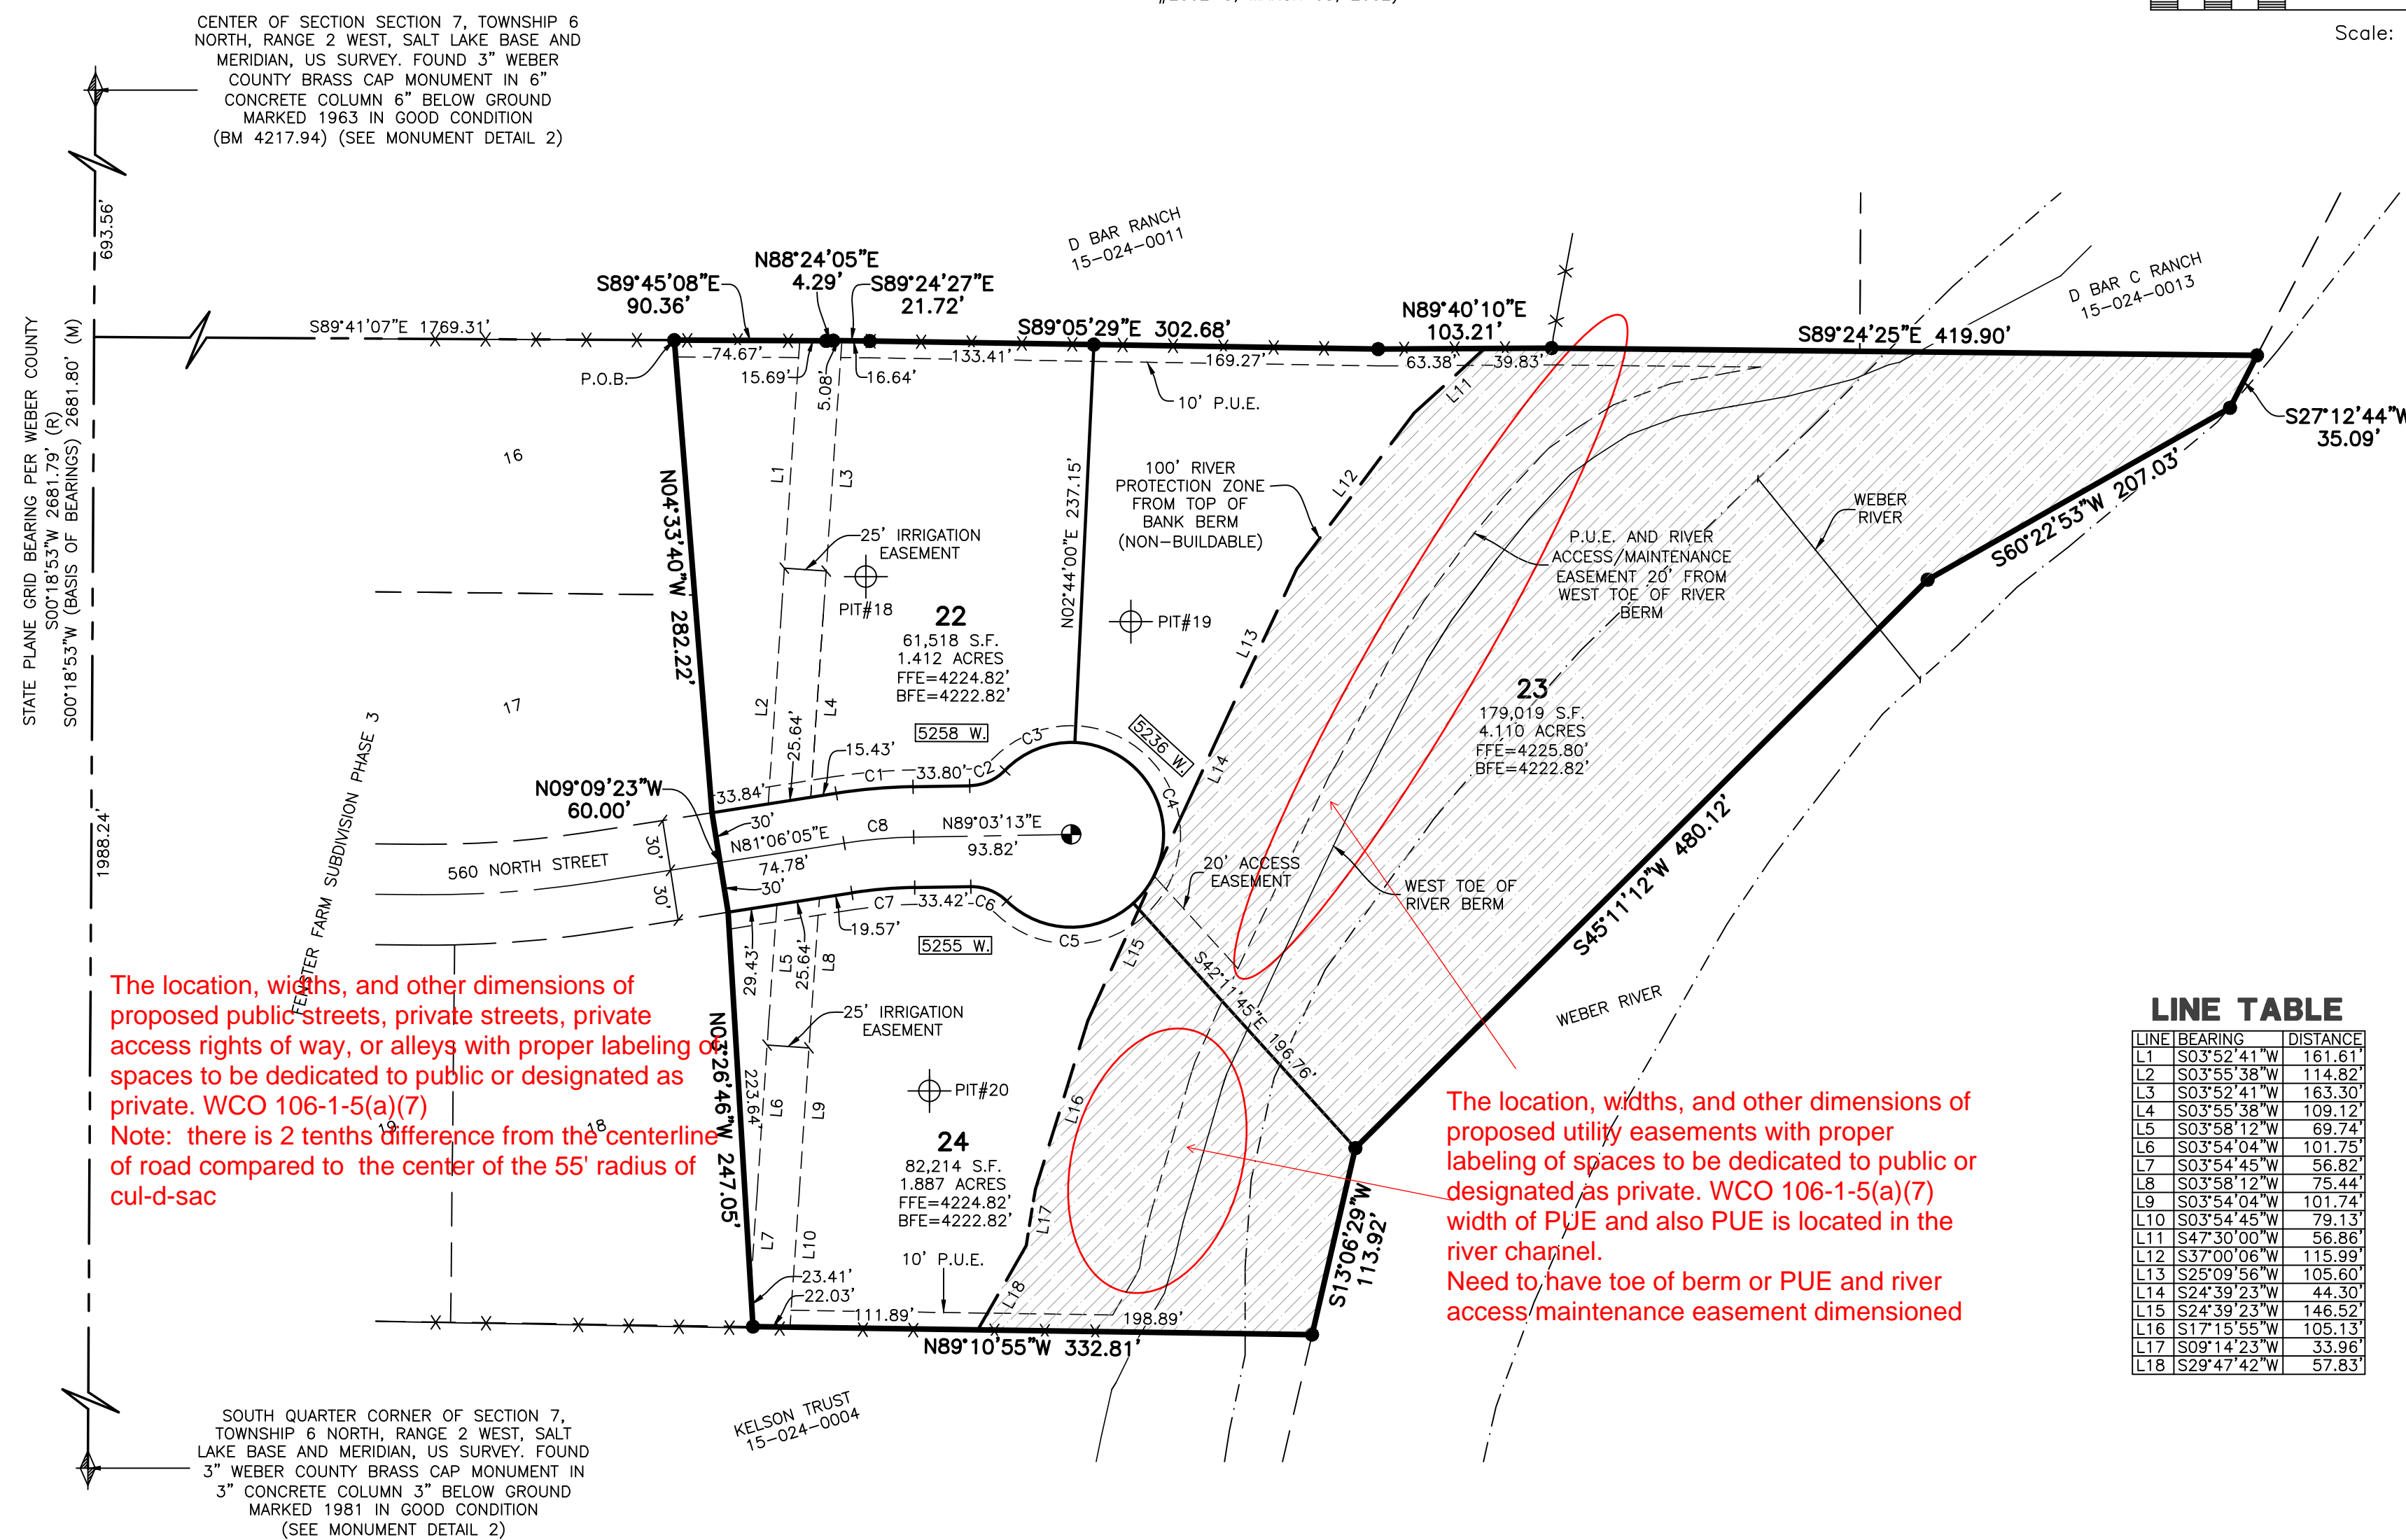 Scale:
CENTER OF SECTION SECTION 7, TOWNSHIP 6
NORTH, RANGE 2 WEST, SALT LAKE BASE AND
MERIDIAN, US SURVEY. FOUND 3" WEBER
COUNTY BRASS CAP MONUMENT IN 6"
CONCRETE COLUMN 6" BELOW GROUND
MARKED 1963 IN GOOD CONDITION
(BM 4217.94) (SEE MONUMENT DETAIL 2)
693.56'
STATE PLANE GRID BEARING PER WEBER COUNTY
S00°18'53"W 2681.79' (R)
S00°18'53"W (BASIS OF BEARINGS) 2681.80' (M)
1988.24'
S89°41'07"E 1769.31'
P.O.B.
S89°45'08"E
90.36'
N88°24'05"E
4.29'
S89°24'27"E
21.72'
D BAR RANCH
15-024-0011
S89°05'29"E 302.68'
N89°40'10"E
103.21'
S89°24'25"E 419.90'
D BAR C RANCH
15-024-0013
S27°12'44"W
35.09'
S60°22'53"W 207.03'
74.67'
15.69'
5.08'
16.64'
133.41'
169.27'
63.38'
39.83'
10' P.U.E.
L11
L12
L13
L14
L15
L16
L17
L18
L1
L3
L2
L4
16
17
N04°33'40"W 282.22'
25' IRRIGATION
EASEMENT
PIT#18
22
61,518 S.F.
1.412 ACRES
FFE=4224.82'
BFE=4222.82'
5258 W.
N02°44'00"E 237.15'
100' RIVER
PROTECTION ZONE
FROM TOP OF
BANK BERM
(NON-BUILDABLE)
PIT#19
P.U.E. AND RIVER
ACCESS/MAINTENANCE
EASEMENT 20' FROM
WEST TOE OF RIVER
BERM
WEBER
RIVER
23
179,019 S.F.
4.110 ACRES
FFE=4225.80'
BFE=4222.82'
5236 W.
25.64'
15.43'
33.84'
C1
33.80'
C2
C3
C4
N09°09'23"W
60.00'
30'
30'
30'
30'
560 NORTH STREET
N81°06'05"E
74.78'
C8
N89°03'13"E
93.82'
20' ACCESS
EASEMENT
WEST TOE OF
RIVER BERM
S45°11'12"W 480.12'
WEBER RIVER
C7
33.42'
C6
C5
19.57'
5255 W.
29.43'
L5
25.64'
L8
S42°11'45"E 196.76'
FENSTER FARM SUBDIVISION PHASE 3
The location, widths, and other dimensions of
proposed public streets, private streets, private
access rights of way, or alleys with proper labeling of
spaces to be dedicated to public or designated as
private. WCO 106-1-5(a)(7)
Note:  there is 2 tenths difference from the centerline
of road compared to  the center of the 55' radius of
cul-d-sac
19
18
N03°26'46"W 247.05'
223.64'
L6
L9
25' IRRIGATION
EASEMENT
PIT#20
24
82,214 S.F.
1.887 ACRES
FFE=4224.82'
BFE=4222.82'
10' P.U.E.
L7
L10
23.41'
22.03'
111.89'
198.89'
N89°10'55"W 332.81'
S13°06'29"W
113.92'
The location, widths, and other dimensions of
proposed utility easements with proper
labeling of spaces to be dedicated to public or
designated as private. WCO 106-1-5(a)(7)
width of PUE and also PUE is located in the
river channel.
Need to have toe of berm or PUE and river
access maintenance easement dimensioned
KELSON TRUST
15-024-0004
SOUTH QUARTER CORNER OF SECTION 7,
TOWNSHIP 6 NORTH, RANGE 2 WEST, SALT
LAKE BASE AND MERIDIAN, US SURVEY. FOUND
3" WEBER COUNTY BRASS CAP MONUMENT IN
3" CONCRETE COLUMN 3" BELOW GROUND
MARKED 1981 IN GOOD CONDITION
(SEE MONUMENT DETAIL 2)
LINE TABLE
LINE BEARING DISTANCE
L1 S03°52'41"W 161.61'
L2 S03°55'38"W 114.82'
L3 S03°52'41"W 163.30'
L4 S03°55'38"W 109.12'
L5 S03°58'12"W 69.74'
L6 S03°54'04"W 101.75'
L7 S03°54'45"W 56.82'
L8 S03°58'12"W 75.44'
L9 S03°54'04"W 101.74'
L10 S03°54'45"W 79.13'
L11 S47°30'00"W 56.86'
L12 S37°00'06"W 115.99'
L13 S25°09'56"W 105.60'
L14 S24°39'23"W 44.30'
L15 S24°39'23"W 146.52'
L16 S17°15'55"W 105.13'
L17 S09°14'23"W 33.96'
L18 S29°47'42"W 57.83'